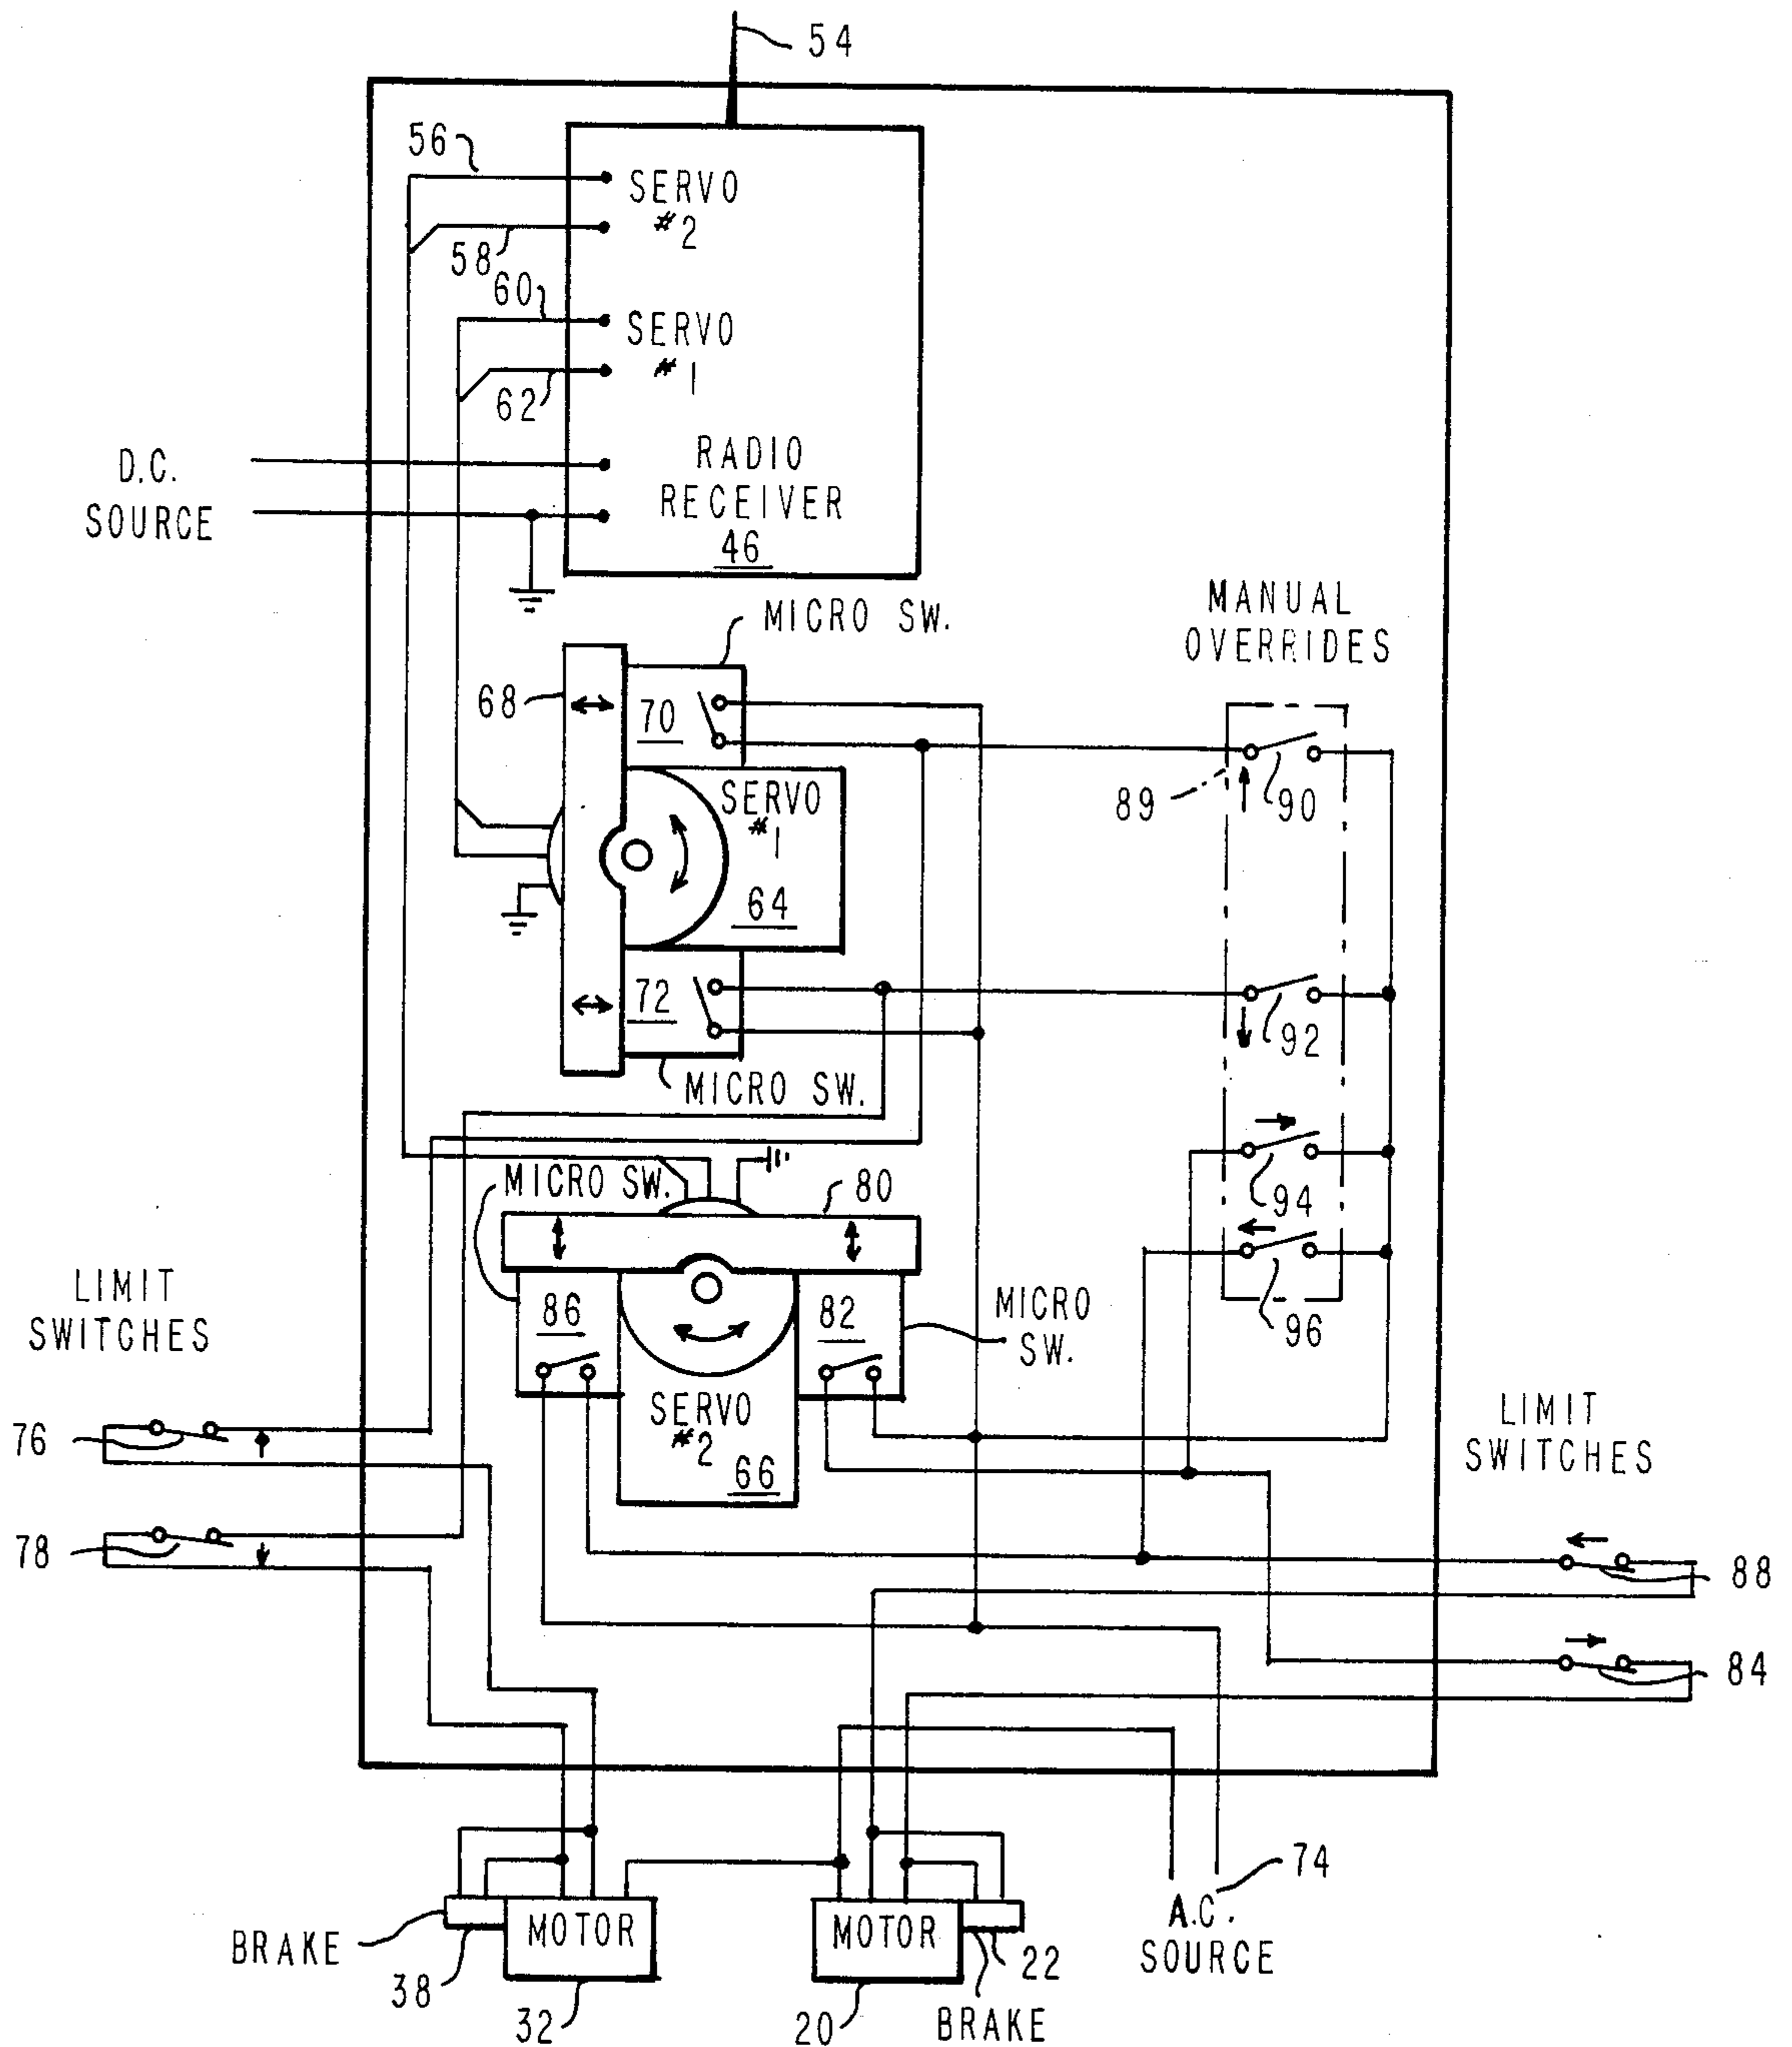 54
56
SERVO
#2
58
60
SERVO
#1
62
D.C.
SOURCE
RADIO
RECEIVER
46
MICRO SW.
MANUAL
OVERRIDES
68
70
SERVO
#1
64
89
90
72
92
MICRO SW.
MICRO SW.
80
94
86
82
MICRO
SW.
96
LIMIT
SWITCHES
SERVO
#2
66
LIMIT
SWITCHES
76
78
88
84
74
A.C.
SOURCE
BRAKE
38
MOTOR
32
MOTOR
20
22
BRAKE